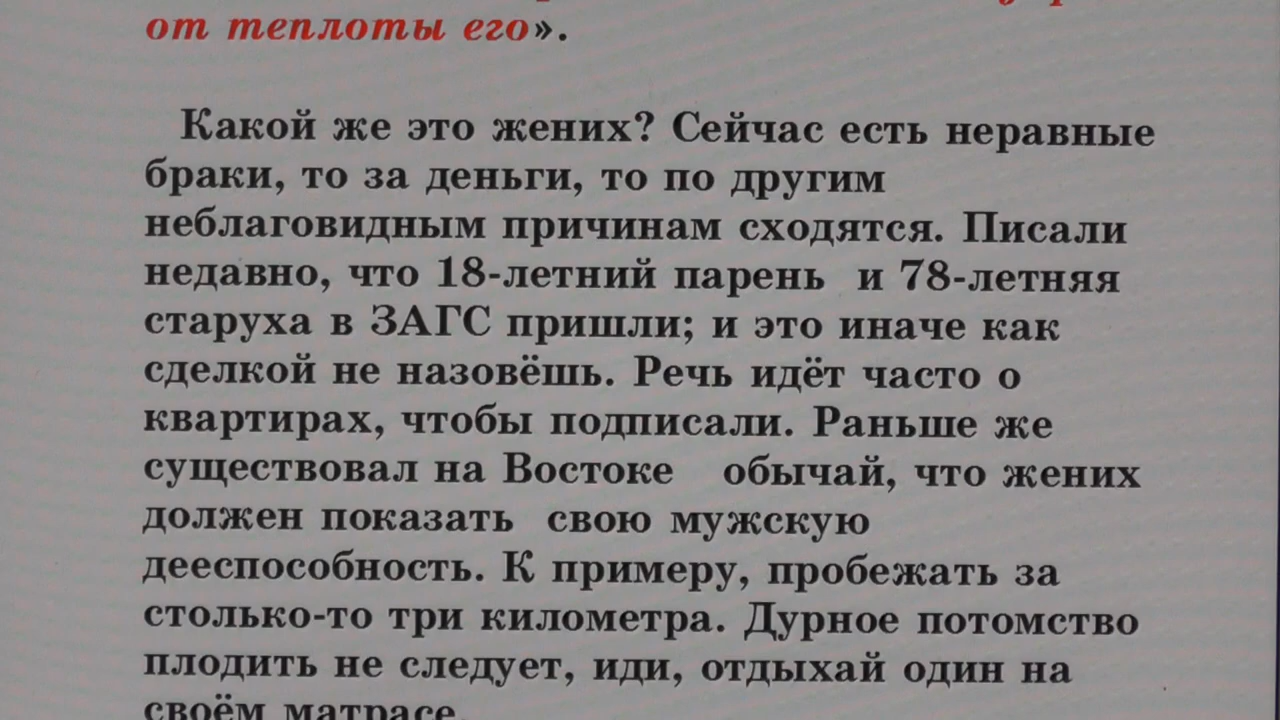 от теплоты его».
Какой же это жених? Сейчас есть неравные
браки, то за деньги, то по другим
неблаговидным причинам сходятся. Писали
недавно, что 18-летний парень и 78-летняя
старуха в ЗАГС пришли; и это иначе как
сделкой не назовёшь. Речь идёт часто о
квартирах, чтобы подписали. Раньше же
существовал на Востоке обычай, что жених
должен показать свою мужскую
дееспособность. К примеру, пробежать за
столько-то три километра. Дурное потомство
плодить не следует, иди, отдыхай один на
своём матрасе.